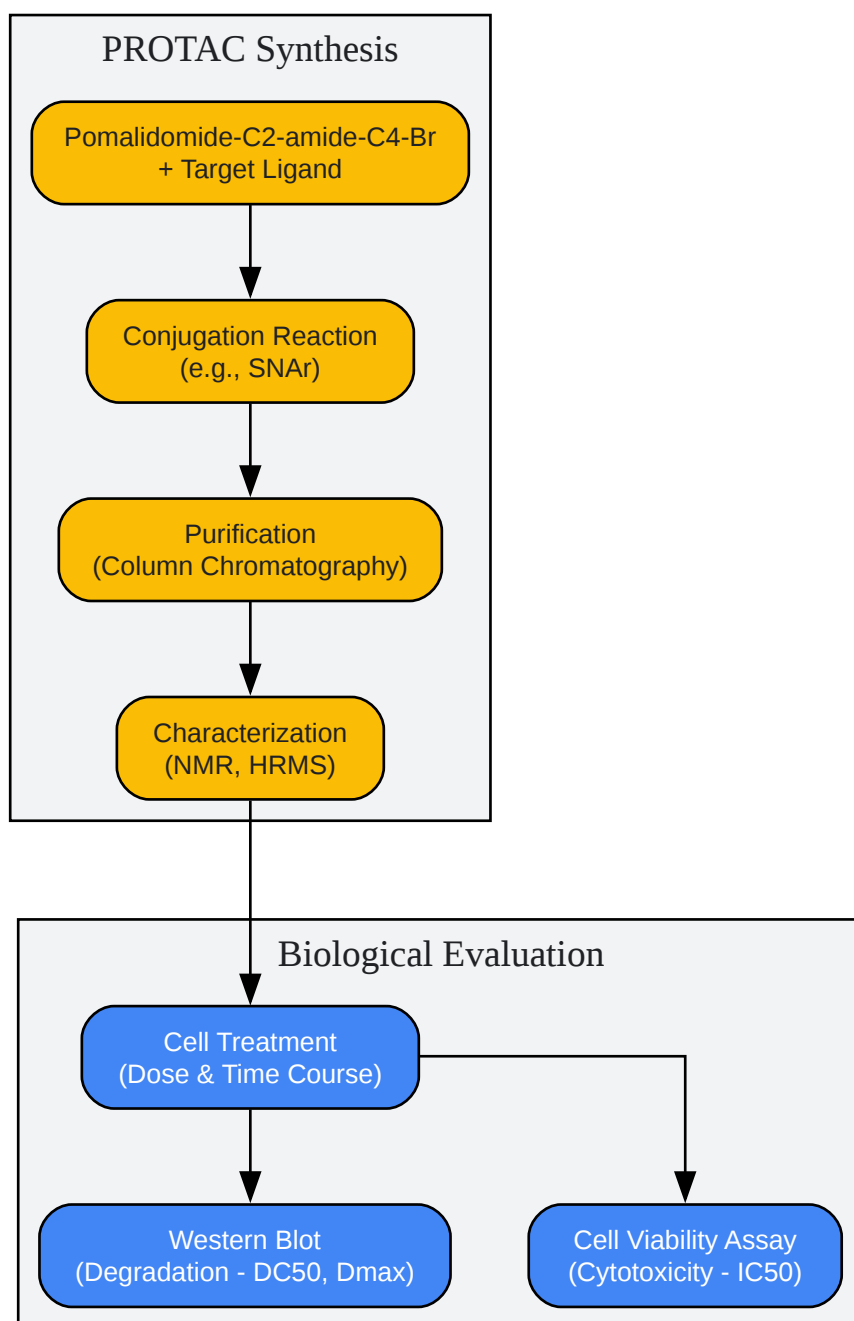 PROTAC Synthesis
Pomalidomide-C2-amide-C4-Br
+ Target Ligand
Conjugation Reaction
(e.g., SNAr)
Purification
(Column Chromatography)
Characterization
(NMR, HRMS)
Biological Evaluation
Cell Treatment
(Dose & Time Course)
Western Blot
(Degradation - DC50, Dmax)
Cell Viability Assay
(Cytotoxicity - IC50)